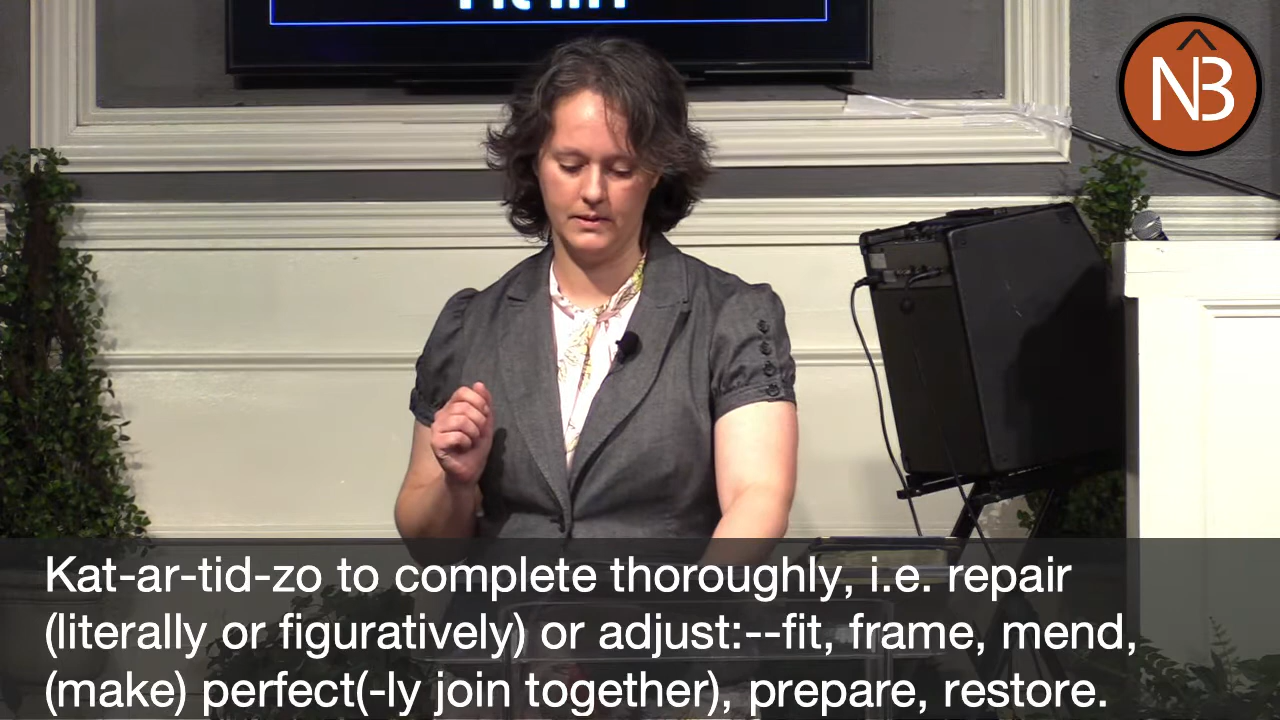 NB
Kat-ar-tid-zo to complete thoroughly, i.e. repair
(literally or figuratively) or adjust:--fit, frame, mend,
(make) perfect(-ly join together), prepare, restore.